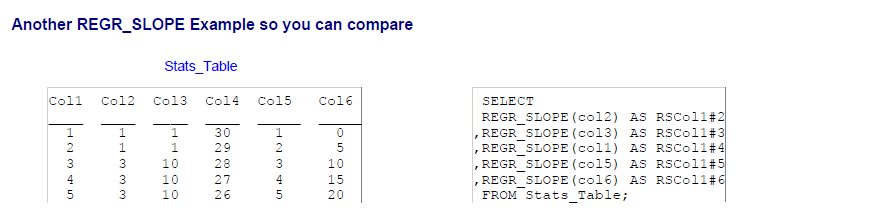 Another REGR_SLOPE Example so you can compare
Stats_Table
Col1 Col2 Col3 Col4 Col5 Col6
1 1 1 30 1 0
2 1 1 29 2 5
3 3 10 28 3 10
4 3 10 27 4 15
5 3 10 26 5 20
SELECT
REGR_SLOPE(col2) AS RSCol1#2
,REGR_SLOPE(col3) AS RSCol1#3
,REGR_SLOPE(col1) AS RSCol1#4
,REGR_SLOPE(col5) AS RSCol1#5
,REGR_SLOPE(col6) AS RSCol1#6
FROM Stats_Table;